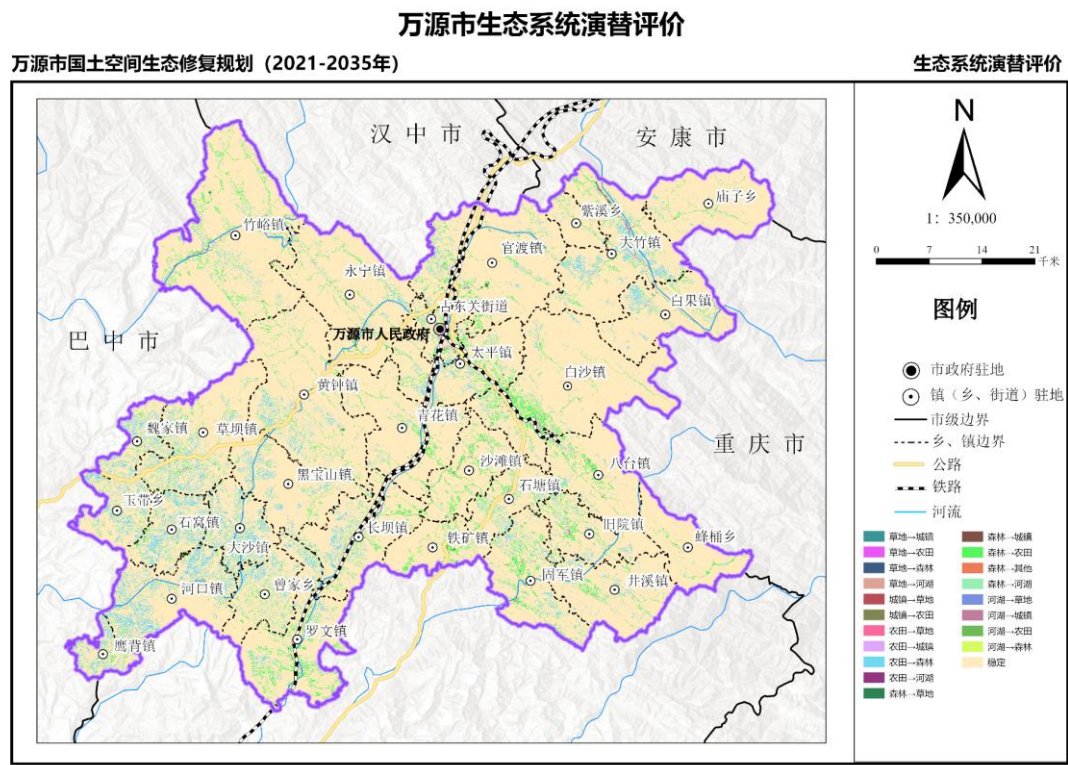 万源市生态系统演替评价
万源市国土空间生态修复规划（2021-2035年）
生态系统演替评价
汉中市
安康市
巴中市
重庆市
竹峪镇
永宁镇
官渡镇
紫溪乡
大竹镇
庙子乡
白果镇
古东关街道
万源市人民政府
太平镇
白沙镇
黄钟镇
青花镇
魏家镇
草坝镇
黑宝山镇
沙滩镇
八台镇
石塘镇
玉带乡
石窝镇
大沙镇
长坝镇
铁矿镇
旧院镇
蜂桶乡
河口镇
曾家乡
固军镇
井溪镇
罗文镇
鹰背镇
N
1：350,000
0 7 14 21 千米
图例
市政府驻地
镇（乡、街道）驻地
市级边界
乡、镇边界
公路
铁路
河流
草地→城镇
草地→农田
草地→森林
草地→河湖
城镇→草地
城镇→农田
农田→草地
农田→城镇
农田→森林
农田→河湖
森林→草地
森林→城镇
森林→农田
森林→其他
森林→河湖
河湖→草地
河湖→城镇
河湖→农田
河湖→森林
稳定